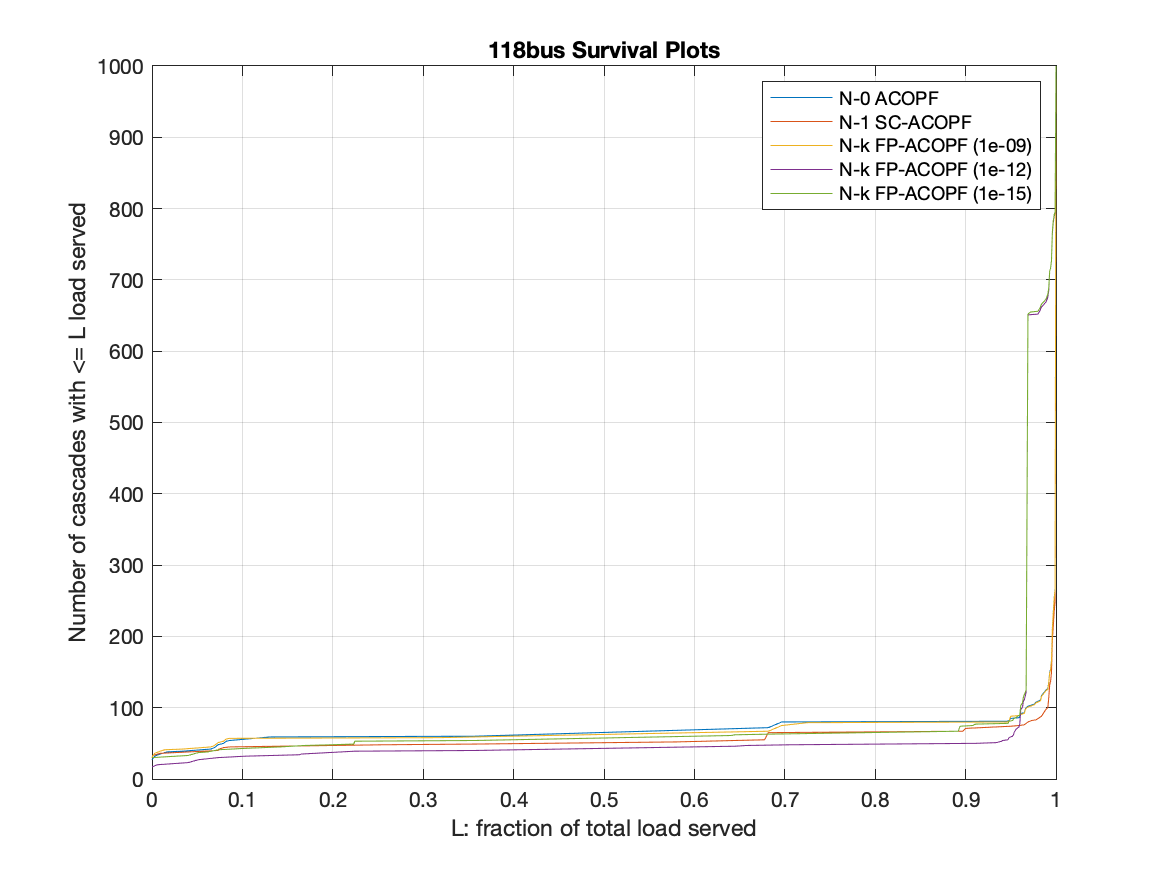 118bus Survival Plots
N-0 ACOPF
N-1 SC-ACOPF
N-k FP-ACOPF (1e-09)
N-k FP-ACOPF (1e-12)
N-k FP-ACOPF (1e-15)
Number of cascades with <= L load served
1000
900
800
700
600
500
400
300
200
100
0
0 0.1 0.2 0.3 0.4 0.5 0.6 0.7 0.8 0.9 1
L: fraction of total load served